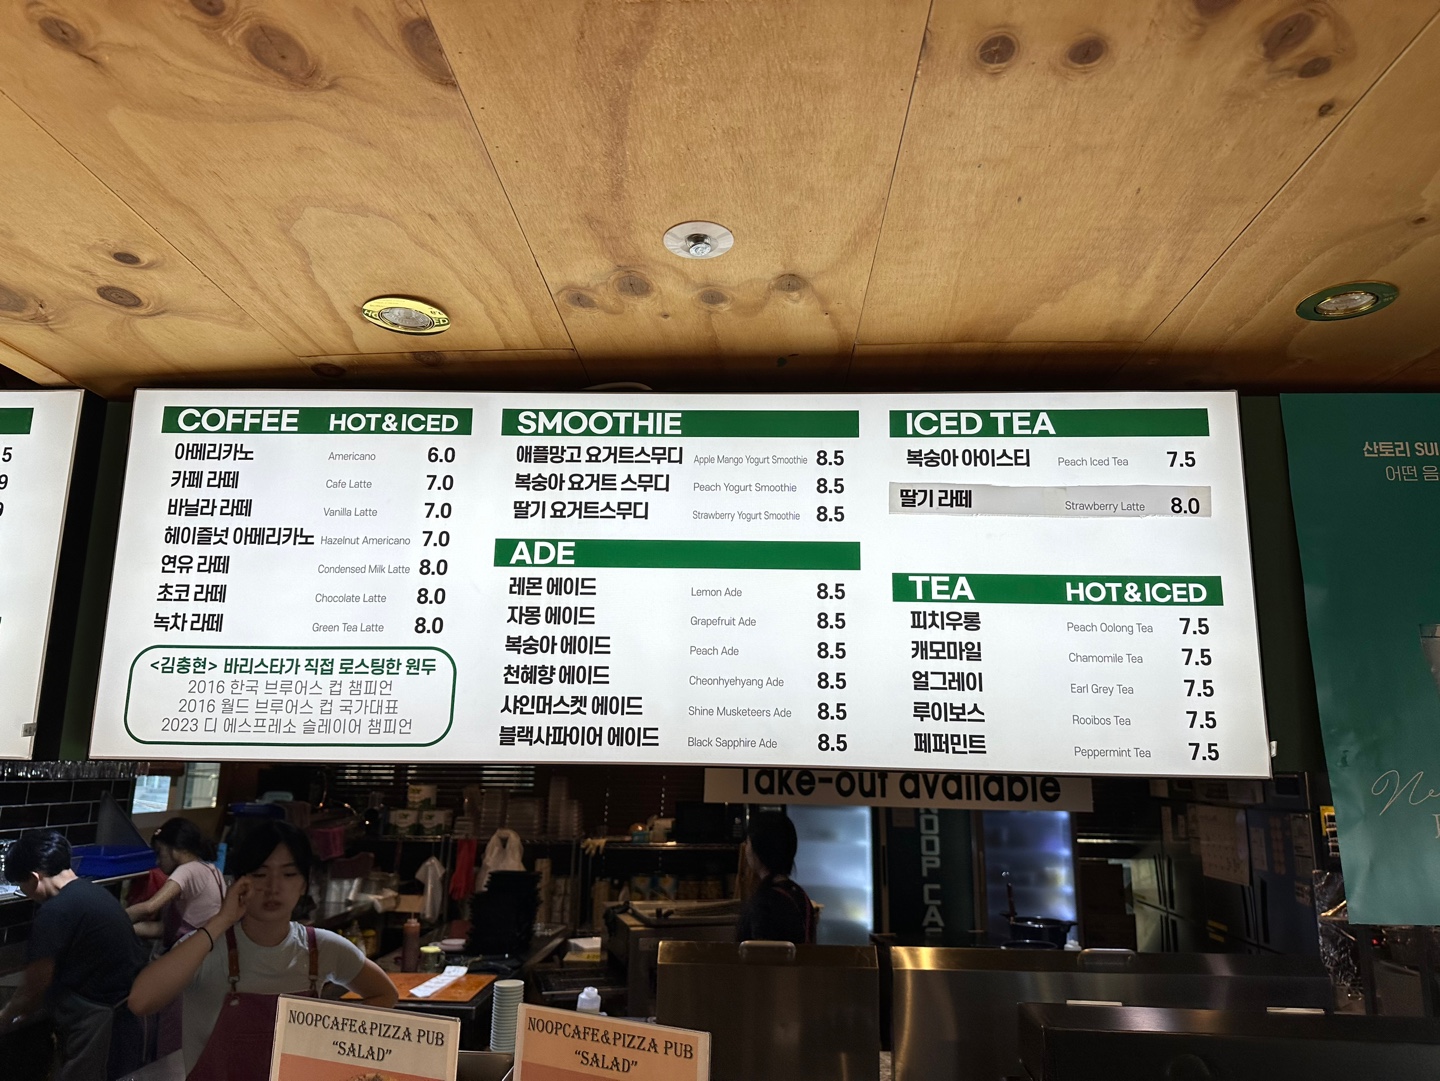 5
9
9
COFFEE HOT&ICED
아메리카노 Americano 6.0
카페 라떼 Cafe Latte 7.0
바닐라 라떼 Vanilla Latte 7.0
헤이즐넛 아메리카노 Hazelnut Americano 7.0
연유 라떼 Condensed Milk Latte 8.0
초코 라떼 Chocolate Latte 8.0
녹차 라떼 Green Tea Latte 8.0
<김충현> 바리스타가 직접 로스팅한 원두
2016 한국 브루어스 컵 챔피언
2016 월드 브루어스 컵 국가대표
2023 디 에스프레소 슬레이어 챔피언
SMOOTHIE
애플망고 요거트스무디 Apple Mango Yogurt Smoothie 8.5
복숭아 요거트 스무디 Peach Yogurt Smoothie 8.5
딸기 요거트스무디 Strawberry Yogurt Smoothie 8.5
ADE
레몬 에이드 Lemon Ade 8.5
자몽 에이드 Grapefruit Ade 8.5
복숭아 에이드 Peach Ade 8.5
천혜향 에이드 Cheonhyehyang Ade 8.5
샤인머스켓 에이드 Shine Musketeers Ade 8.5
블랙사파이어 에이드 Black Sapphire Ade 8.5
ICED TEA
복숭아 아이스티 Peach Iced Tea 7.5
딸기 라떼 Strawberry Latte 8.0
TEA HOT&ICED
피치우롱 Peach Oolong Tea 7.5
캐모마일 Chamomile Tea 7.5
얼그레이 Earl Grey Tea 7.5
루이보스 Rooibos Tea 7.5
페퍼민트 Peppermint Tea 7.5
산토리 SUI
어떤 음
Ne
Take-out available
NOOP CA
NOOPCAFE&PIZZA PUB
"SALAD"
NOOPCAFE&PIZZA PUB
"SALAD"